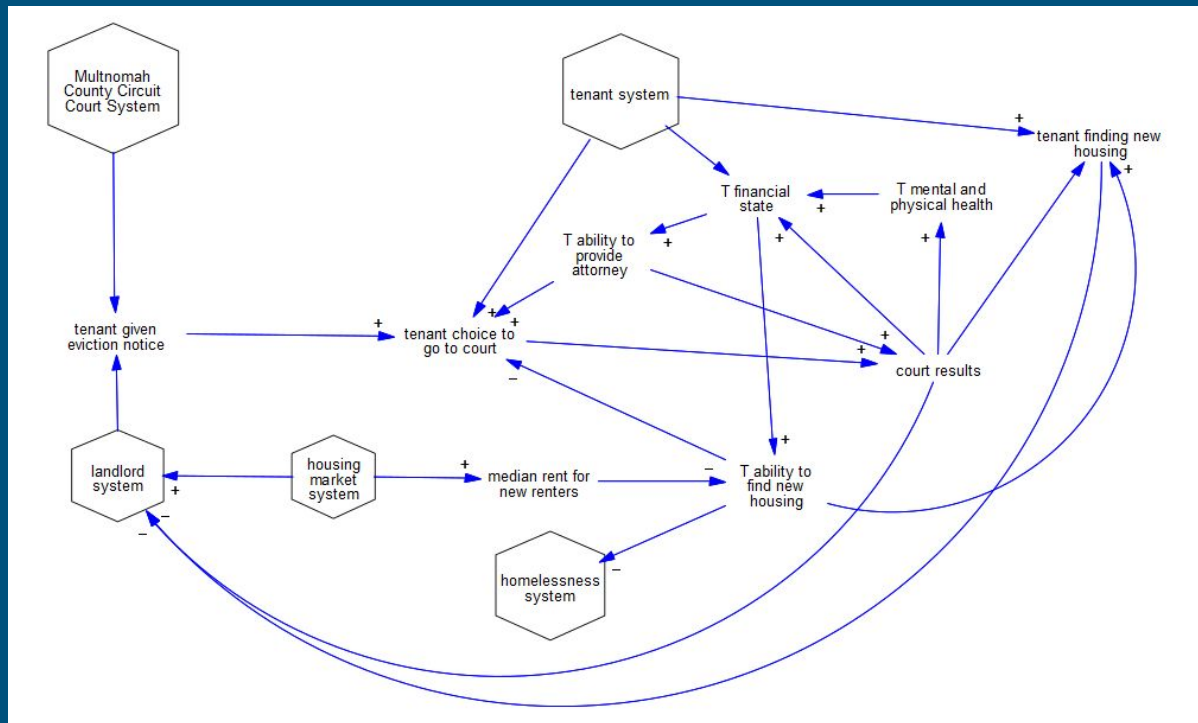 Multnomah
County Circuit
Court System
tenant system
+
tenant finding new
housing
+
T financial
state
+
+
T mental and
physical health
+
T ability to
provide
attorney
+
tenant given
eviction notice
+
tenant choice to
go to court
+
+
–
+
+
court results
landlord
system
+
–
–
housing
market
system
+
median rent for
new renters
–
+
T ability to
find new
housing
homelessness
system
–